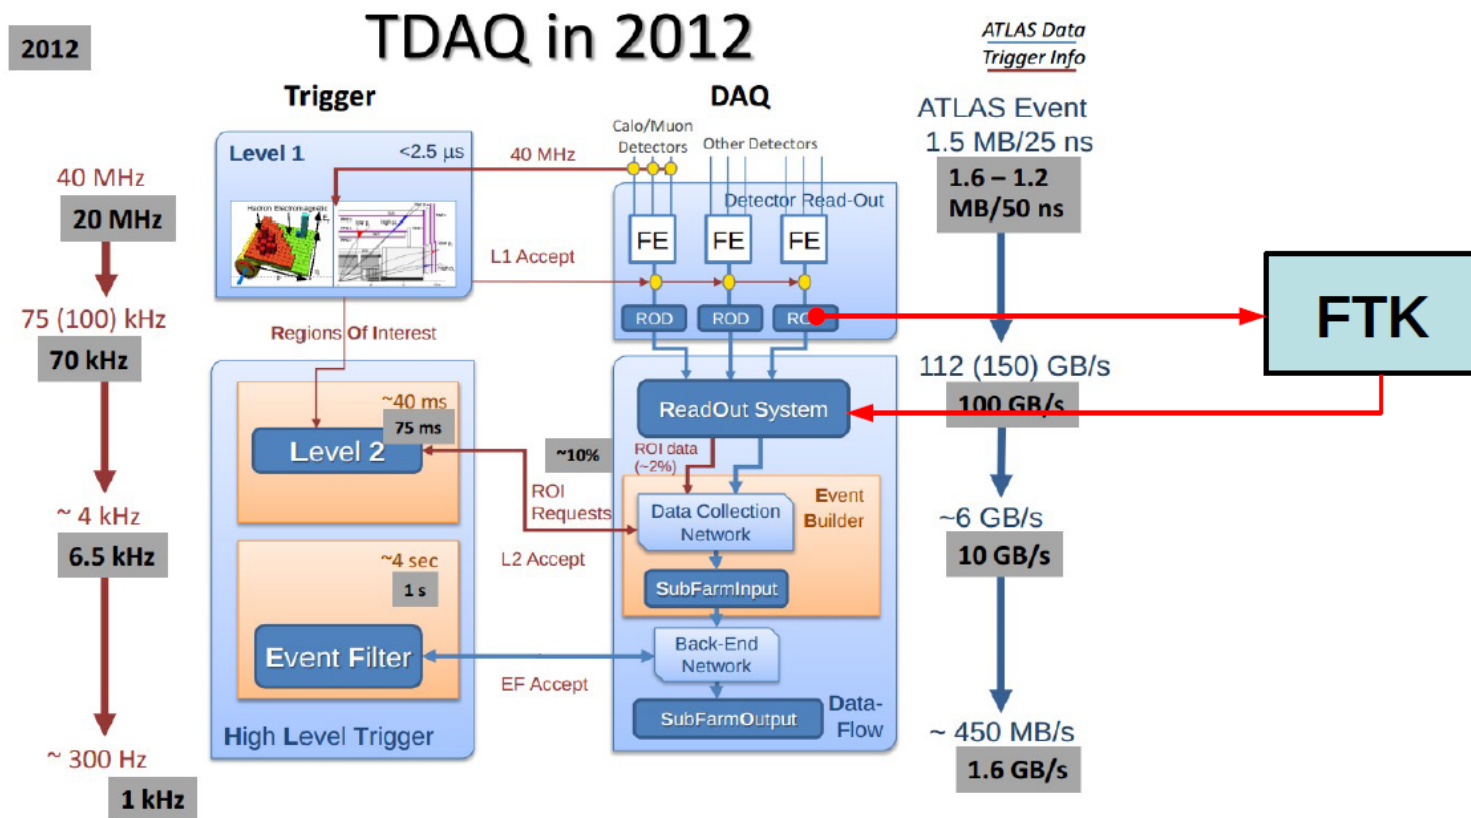 TDAQ in 2012
2012
ATLAS Data
Trigger Info
Trigger
DAQ
ATLAS Event
1.5 MB/25 ns
1.6 – 1.2
MB/50 ns
Level 1
<2.5 μs
40 MHz
Calo/Muon
Detectors
Other Detectors
40 MHz
20 MHz
Detector Read-Out
FE
FE
FE
L1 Accept
ROD
ROD
FTK
75 (100) kHz
70 kHz
Regions Of Interest
112 (150) GB/s
100 GB/s
~40 ms
75 ms
Level 2
ReadOut System
~10%
ROI data
(~2%)
ROI
Requests
Event
Builder
Data Collection
Network
~ 4 kHz
6.5 kHz
~6 GB/s
10 GB/s
L2 Accept
~4 sec
1 s
SubFarmInput
Event Filter
Back-End
Network
EF Accept
SubFarmOutput
Data-
Flow
High Level Trigger
~ 300 Hz
1 kHz
~ 450 MB/s
1.6 GB/s